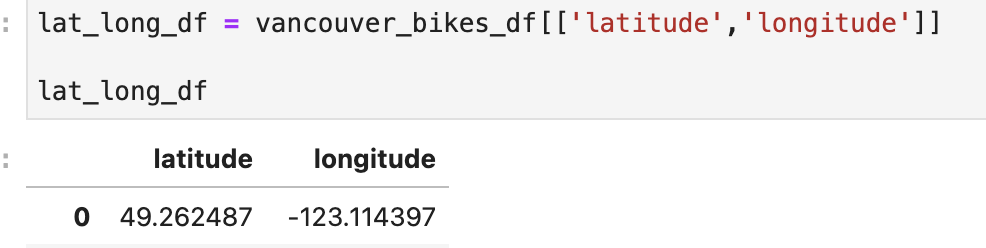 : lat_long_df = vancouver_bikes_df[['latitude','longitude']]
lat_long_df
: latitude longitude
0 49.262487 -123.114397